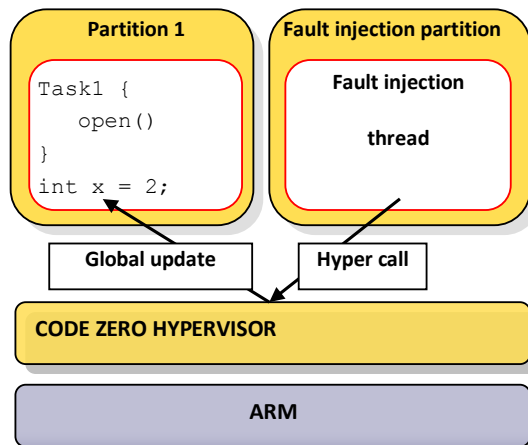 Partition 1
Task1 {
open()
}
int x = 2;
Fault injection partition
Fault injection
thread
Global update
Hyper call
CODE ZERO HYPERVISOR
ARM